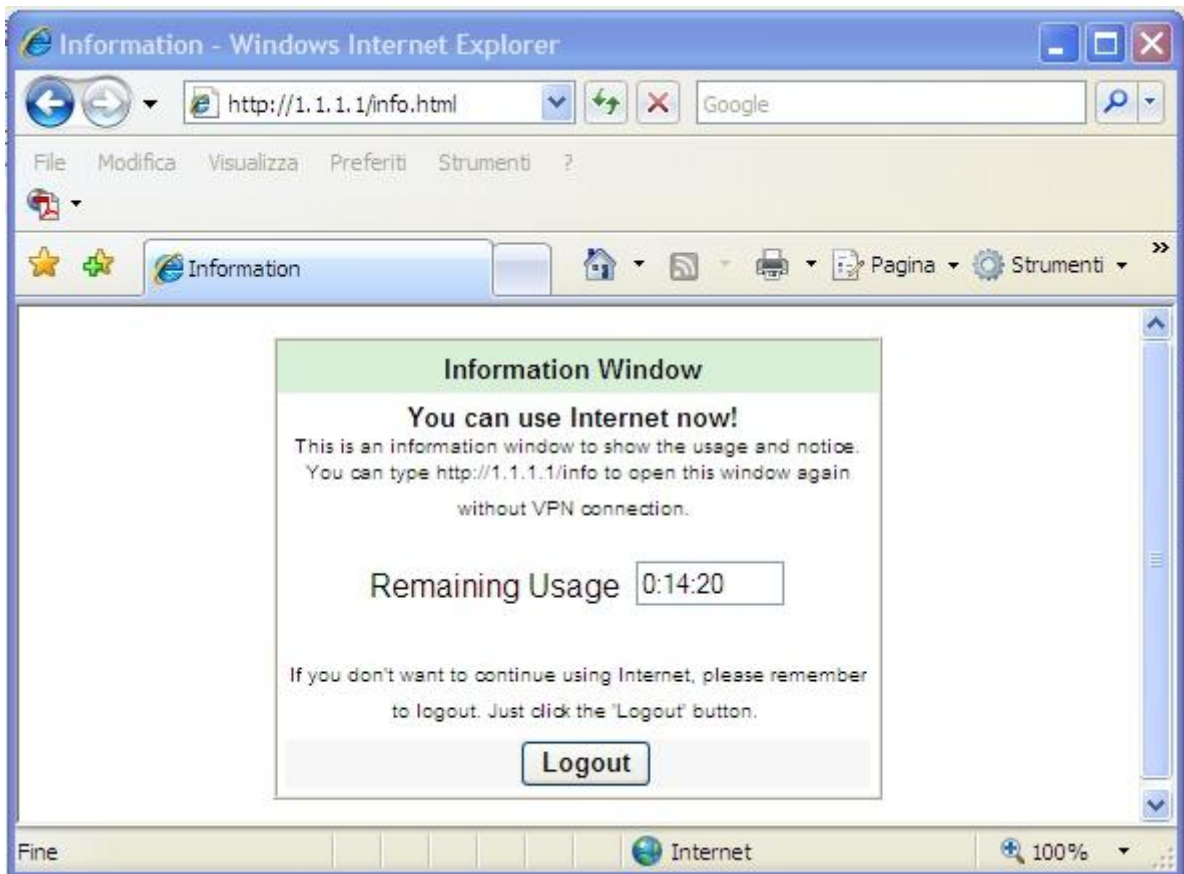 Information - Windows Internet Explorer
http://1.1.1.1/info.html
Google
File Modifica Visualizza Preferiti Strumenti ?
Information
Pagina
Strumenti
»
Information Window
You can use Internet now!
This is an information window to show the usage and notice.
You can type http://1.1.1.1/info to open this window again
without VPN connection.
Remaining Usage 0:14:20
If you don't want to continue using Internet, please remember
to logout. Just click the 'Logout' button.
Logout
Fine
Internet
100%